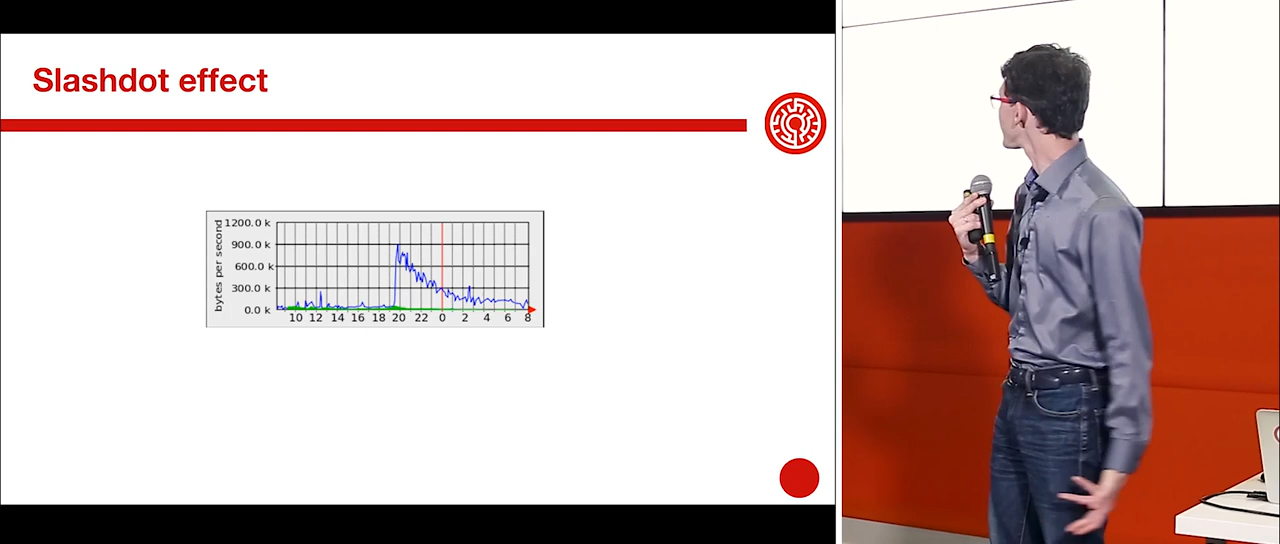 Slashdot effect
bytes per second
1200.0 k
900.0 k
600.0 k
300.0 k
0.0 k
10 12 14 16 18 20 22 0 2 4 6 8